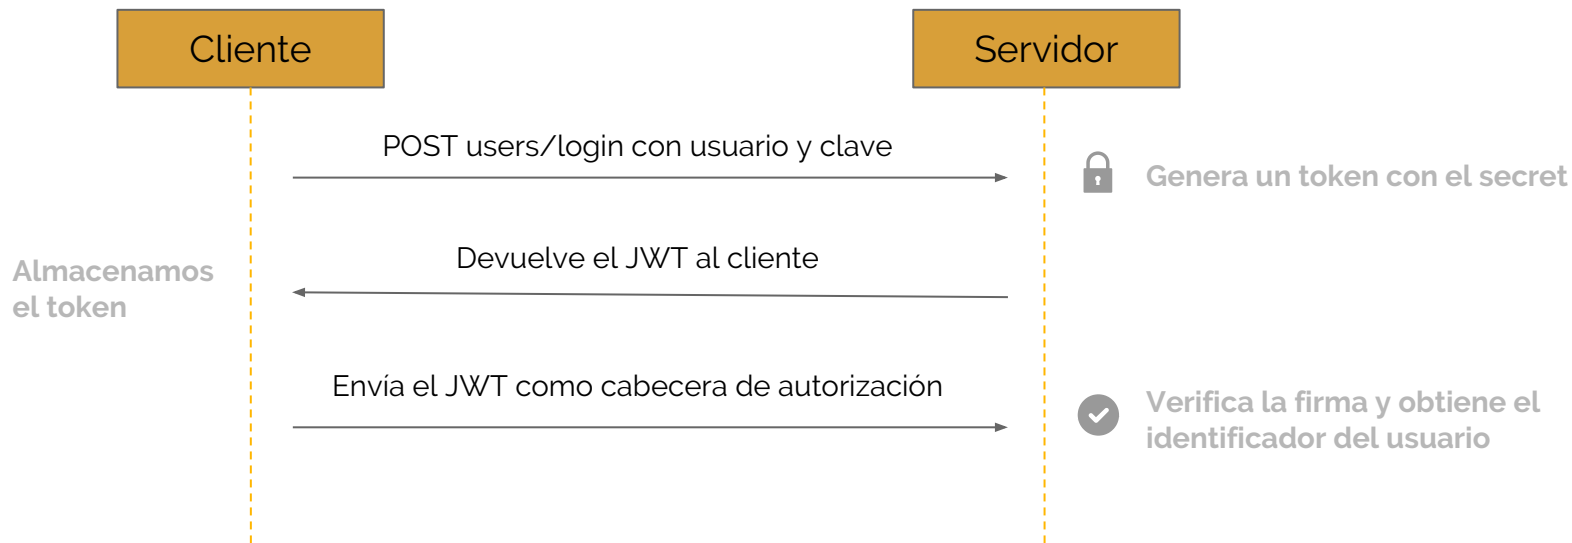 Cliente
Servidor
POST users/login con usuario y clave
Genera un token con el secret
Devuelve el JWT al cliente
Almacenamos
el token
Envía el JWT como cabecera de autorización
Verifica la firma y obtiene el
identificador del usuario